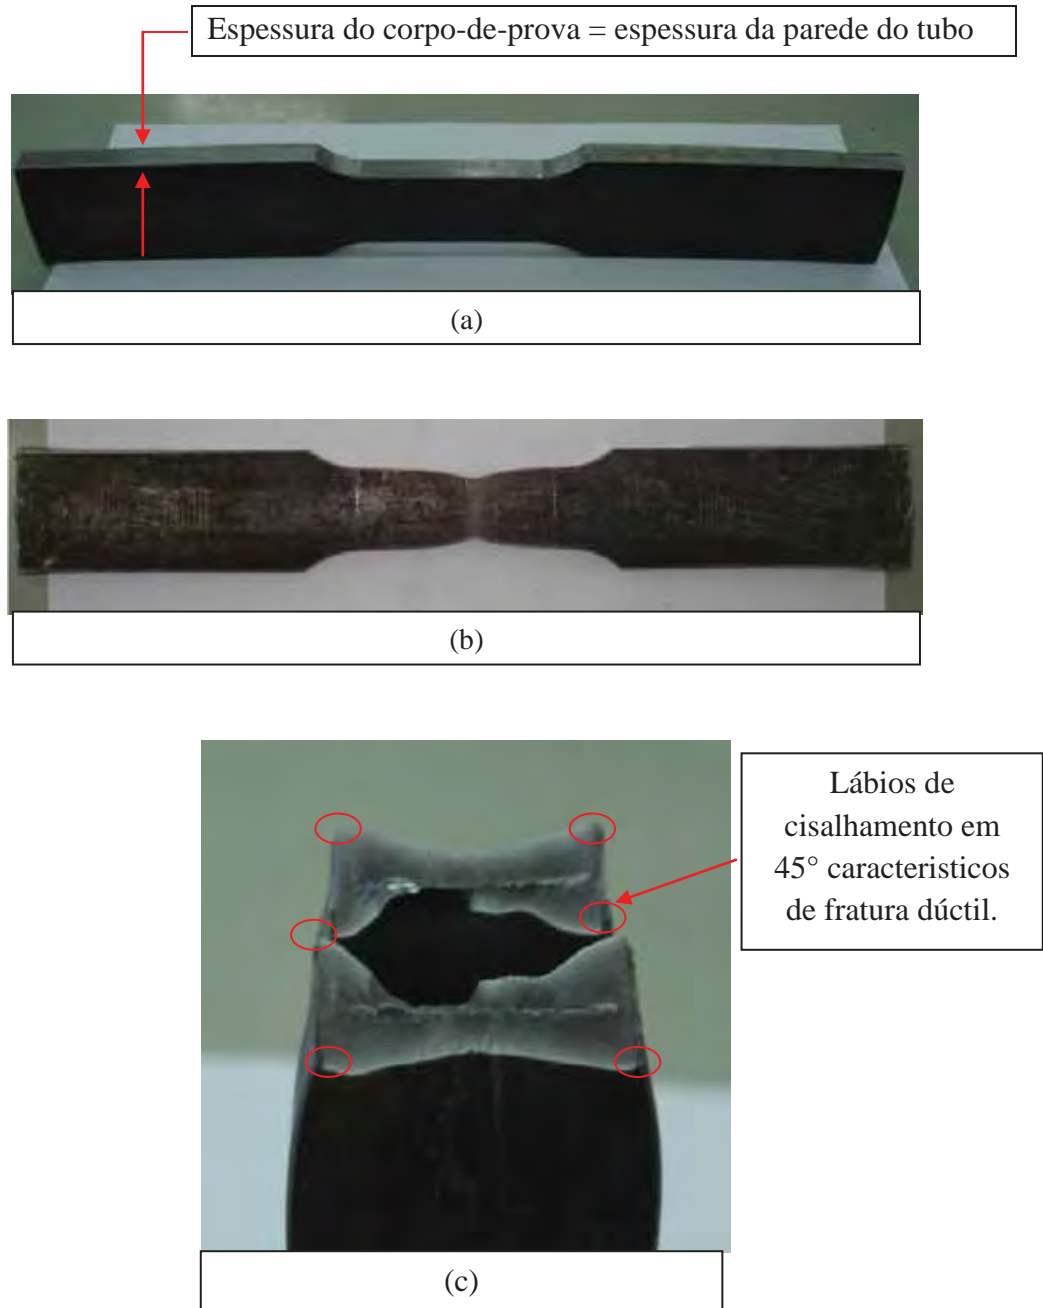 Espessura do corpo-de-prova = espessura da parede do tubo
(a)
(b)
Lábios de
cisalhamento em
45° caracteristicos
de fratura dúctil.
(c)